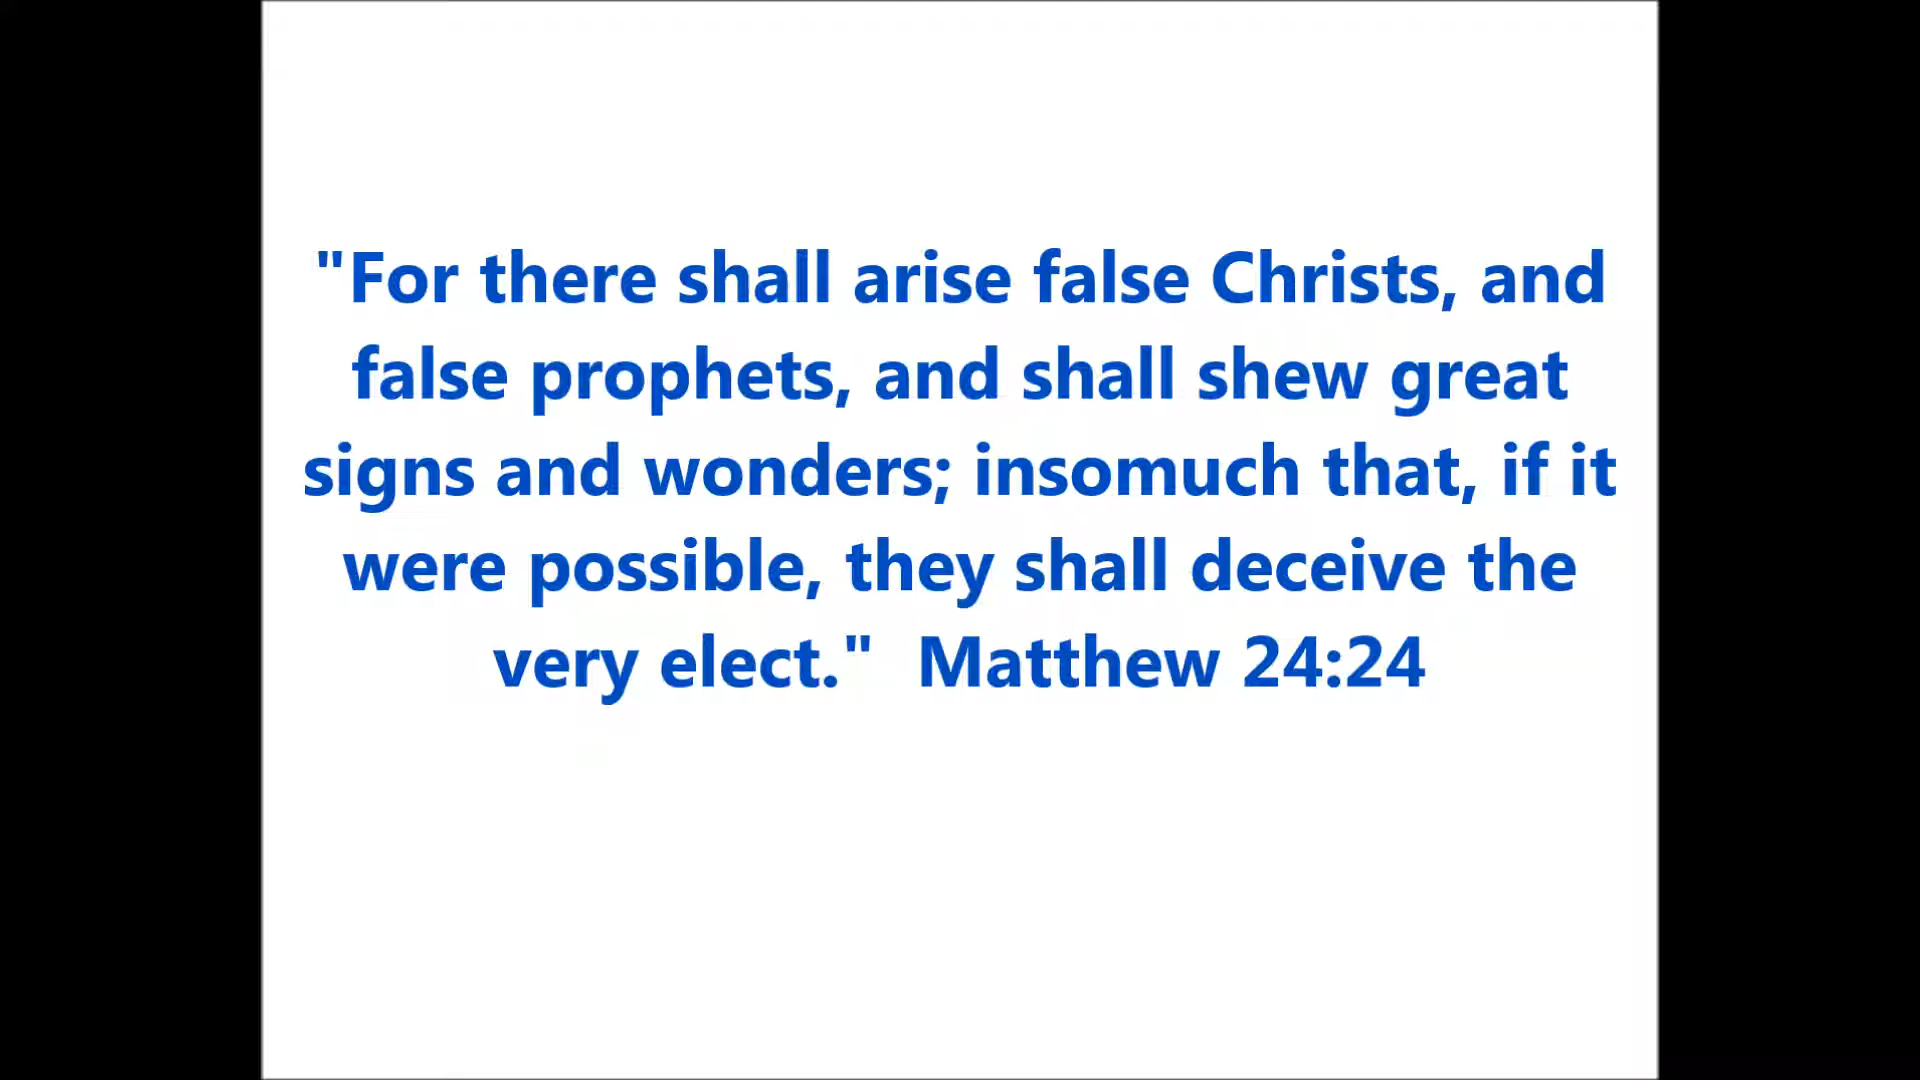 "For there shall arise false Christs, and
false prophets, and shall shew great
signs and wonders; insomuch that, if it
were possible, they shall deceive the
very elect."  Matthew 24:24